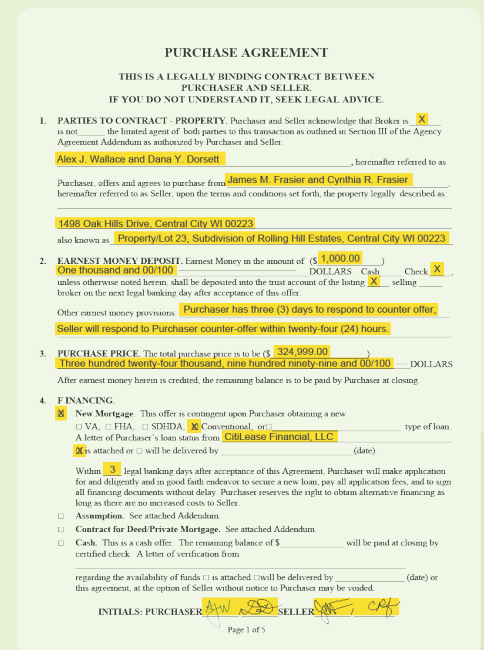 PURCHASE AGREEMENT
THIS IS A LEGALLY BINDING CONTRACT BETWEEN
PURCHASER AND SELLER.
IF YOU DO NOT UNDERSTAND IT, SEEK LEGAL ADVICE.
1. PARTIES TO CONTRACT - PROPERTY. Purchaser and Seller acknowledge that Broker is X
is not______ the limited agent of both parties to this transaction as outlined in Section III of the Agency
Agreement Addendum as authorized by Purchaser and Seller.
Alex J. Wallace and Dana Y. Dorsett, hereinafter referred to as
Purchaser, offers and agrees to purchase from James M. Frasier and Cynthia R. Frasier,
hereinafter referred to as Seller, upon the terms and conditions set forth, the property legally described as:
1498 Oak Hills Drive, Central City WI 00223
also known as Property/Lot 23, Subdivision of Rolling Hill Estates, Central City WI 00223
2. EARNEST MONEY DEPOSIT. Earnest Money in the amount of ($ 1,000.00 )
One thousand and 00/100 DOLLARS Cash____ Check X,
unless otherwise noted herein, shall be deposited into the trust account of the listing X selling ____
broker on the next legal banking day after acceptance of this offer.
Other earnest money provisions. Purchaser has three (3) days to respond to counter offer,
Seller will respond to Purchaser counter-offer within twenty-four (24) hours.
3. PURCHASE PRICE. The total purchase price is to be ($ 324,999.00 )
Three hundred twenty-four thousand, nine hundred ninety-nine and 00/100 DOLLARS
After earnest money herein is credited, the remaining balance is to be paid by Purchaser at closing.
4. F INANCING.
X New Mortgage. This offer is contingent upon Purchaser obtaining a new
☐ VA, ☐ FHA, ☐ SDHDA, X Conventional, or☐____________ type of loan.
A letter of Purchaser's loan status from CitiLease Financial, LLC
X is attached or ☐ will be delivered by ____________(date).
Within 3 legal banking days after acceptance of this Agreement, Purchaser will make application
for and diligently and in good faith endeavor to secure a new loan, pay all application fees, and to sign
all financing documents without delay. Purchaser reserves the right to obtain alternative financing as
long as there are no increased costs to Seller.
☐ Assumption. See attached Addendum.
☐ Contract for Deed/Private Mortgage. See attached Addendum
☐ Cash. This is a cash offer. The remaining balance of $____________ will be paid at closing by
certified check. A letter of verification from
regarding the availability of funds ☐ is attached ☐will be delivered by ____________ (date) or
this agreement, at the option of Seller without notice to Purchaser may be voided.
INITIALS: PURCHASER AJW SELLER
Page 1 of 5